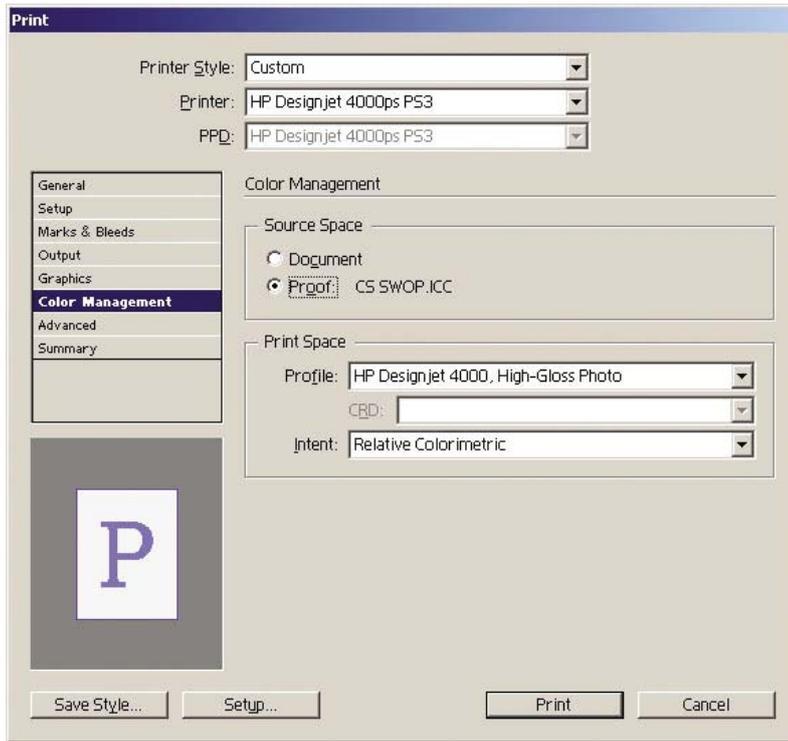 Print
Printer Style: Custom
Printer: HP Designjet 4000ps PS3
PPD: HP Designjet 4000ps PS3
General
Setup
Marks & Bleeds
Output
Graphics
Color Management
Advanced
Summary
Color Management
Source Space
Document
Proof: CS SWOP.ICC
Print Space
Profile: HP Designjet 4000, High-Gloss Photo
CRD:
Intent: Relative Colorimetric
P
Save Style... Setup... Print Cancel